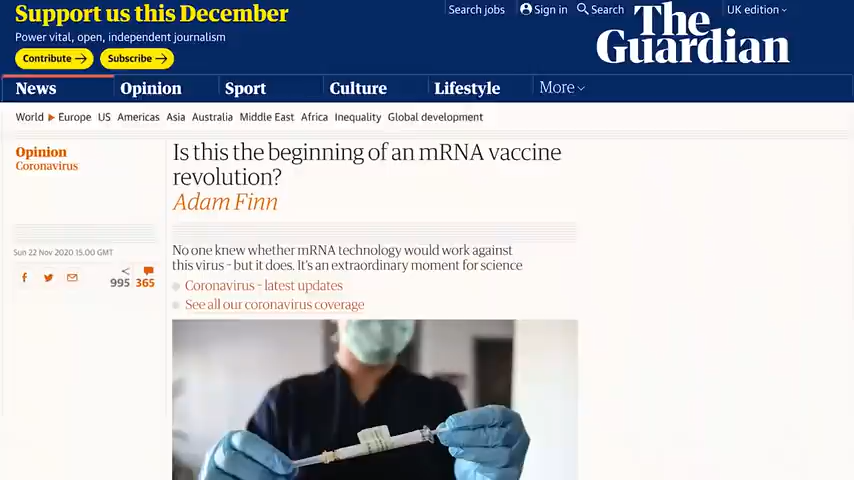 Support us this December
Power vital, open, independent journalism
Contribute →
Subscribe →
Search jobs
Sign in
Search
UK edition
The
Guardian
News
Opinion
Sport
Culture
Lifestyle
More
World
Europe
US
Americas
Asia
Australia
Middle East
Africa
Inequality
Global development
Opinion
Coronavirus
Is this the beginning of an mRNA vaccine
revolution?
Adam Finn
Sun 22 Nov 2020 15.00 GMT
995
365
No one knew whether mRNA technology would work against
this virus – but it does. It's an extraordinary moment for science
Coronavirus – latest updates
See all our coronavirus coverage